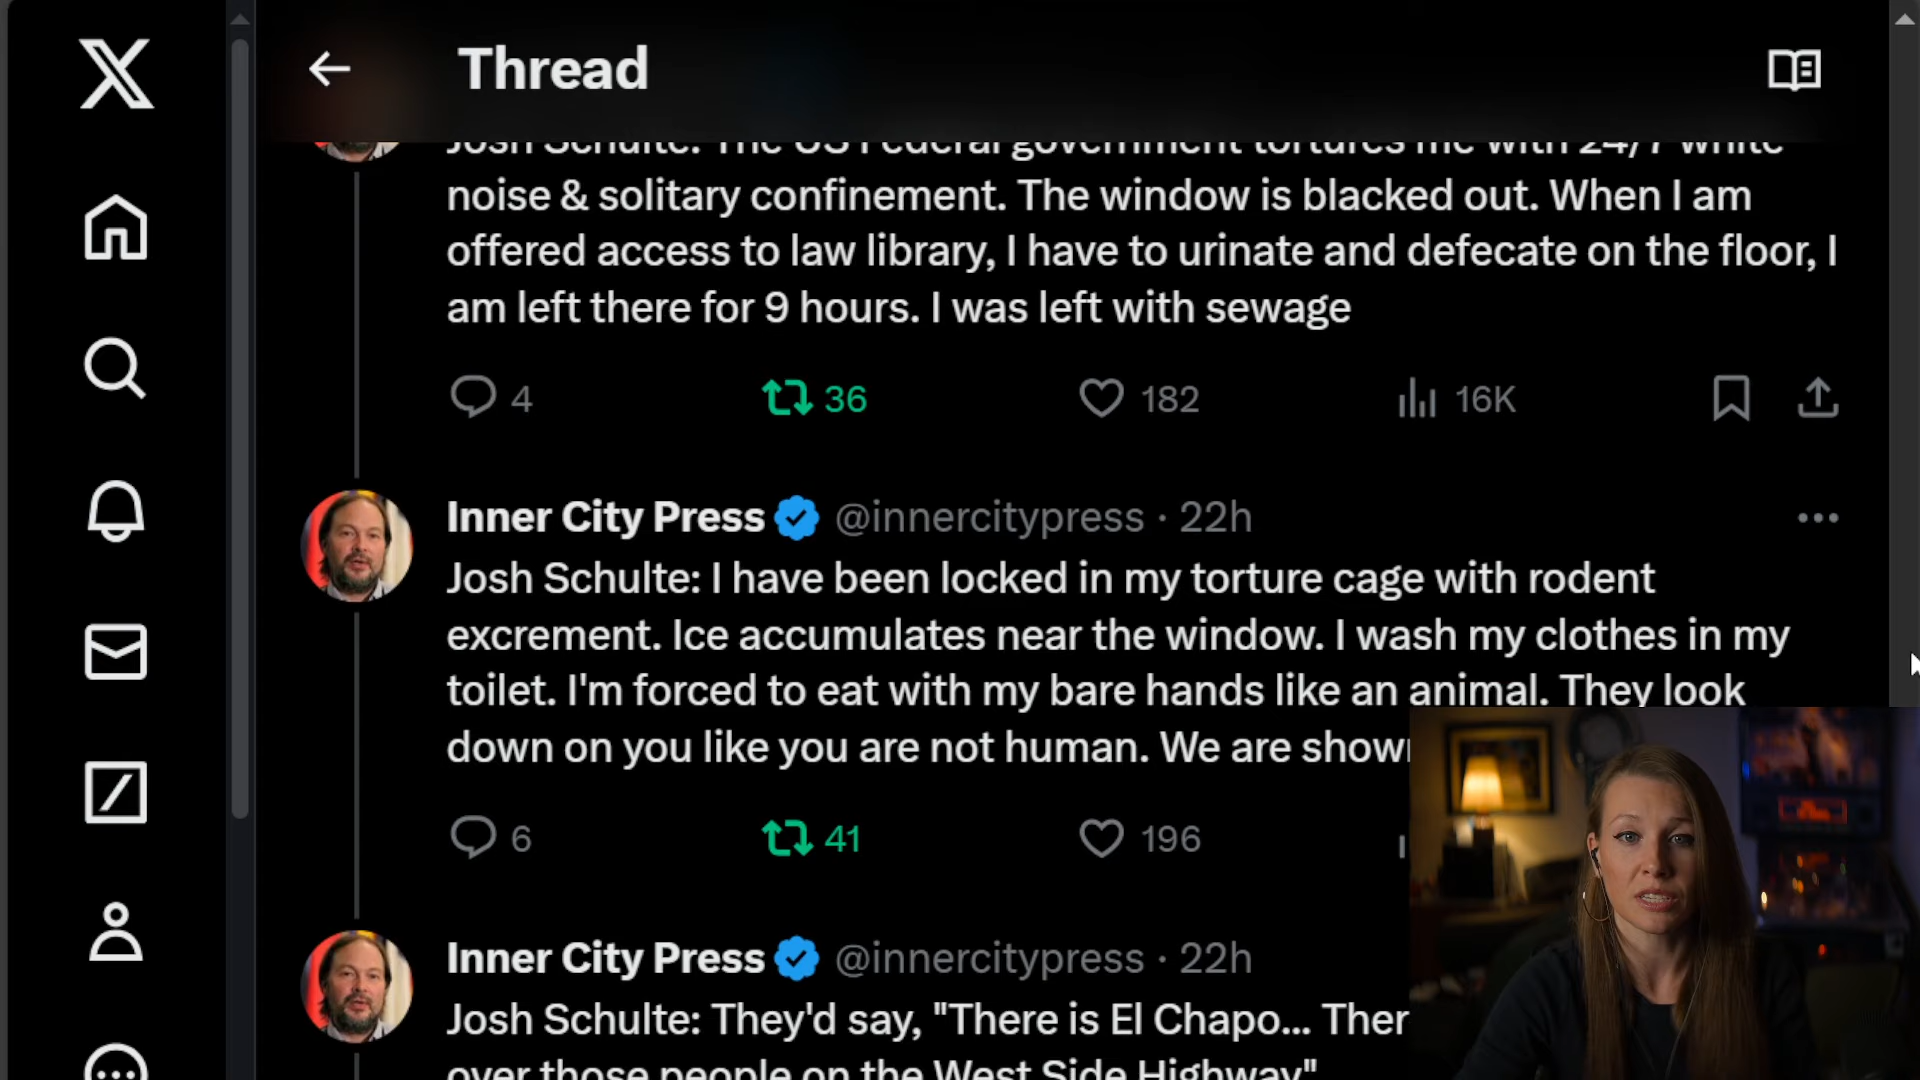 Thread
Josh Schulte: The US Federal government tortures me with 24/7 white
noise & solitary confinement. The window is blacked out. When I am
offered access to law library, I have to urinate and defecate on the floor, I
am left there for 9 hours. I was left with sewage
4 36 182 16K
Inner City Press @innercitypress · 22h
Josh Schulte: I have been locked in my torture cage with rodent
excrement. Ice accumulates near the window. I wash my clothes in my
toilet. I'm forced to eat with my bare hands like an animal. They look
down on you like you are not human. We are shown
6 41 196
Inner City Press @innercitypress · 22h
Josh Schulte: They'd say, "There is El Chapo... Ther
over those people on the West Side Highway"